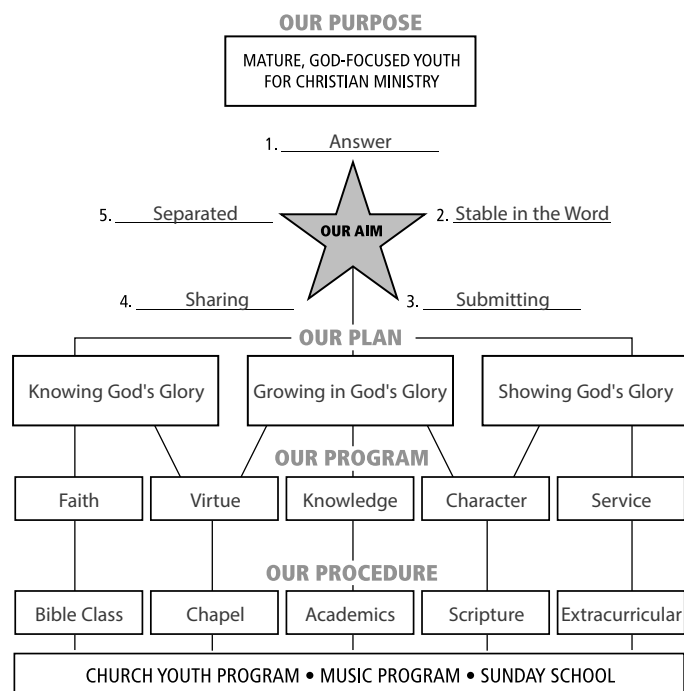 OUR PURPOSE
MATURE, GOD-FOCUSED YOUTH
FOR CHRISTIAN MINISTRY
1. Answer
5. Separated
OUR AIM
2. Stable in the Word
4. Sharing
3. Submitting
OUR PLAN
Knowing God's Glory
Growing in God's Glory
Showing God's Glory
OUR PROGRAM
Faith
Virtue
Knowledge
Character
Service
OUR PROCEDURE
Bible Class
Chapel
Academics
Scripture
Extracurricular
CHURCH YOUTH PROGRAM • MUSIC PROGRAM • SUNDAY SCHOOL